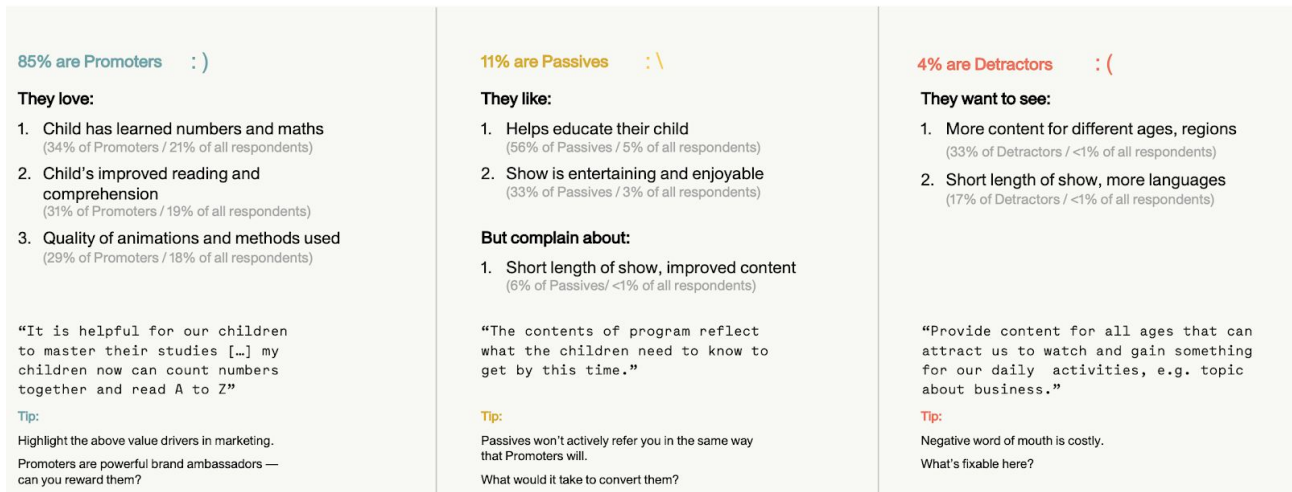 85% are Promoters :)
They love:
1. Child has learned numbers and maths
(34% of Promoters / 21% of all respondents)
2. Child's improved reading and
comprehension
(31% of Promoters / 19% of all respondents)
3. Quality of animations and methods used
(29% of Promoters / 18% of all respondents)
“It is helpful for our children
to master their studies […] my
children now can count numbers
together and read A to Z”
Tip:
Highlight the above value drivers in marketing.
Promoters are powerful brand ambassadors —
can you reward them?
11% are Passives :\
They like:
1. Helps educate their child
(56% of Passives / 5% of all respondents)
2. Show is entertaining and enjoyable
(33% of Passives / 3% of all respondents)
But complain about:
1. Short length of show, improved content
(6% of Passives/ <1% of all respondents)
“The contents of program reflect
what the children need to know to
get by this time.”
Tip:
Passives won't actively refer you in the same way
that Promoters will.
What would it take to convert them?
4% are Detractors :(
They want to see:
1. More content for different ages, regions
(33% of Detractors / <1% of all respondents)
2. Short length of show, more languages
(17% of Detractors / <1% of all respondents)
“Provide content for all ages that can
attract us to watch and gain something
for our daily activities, e.g. topic
about business.”
Tip:
Negative word of mouth is costly.
What's fixable here?